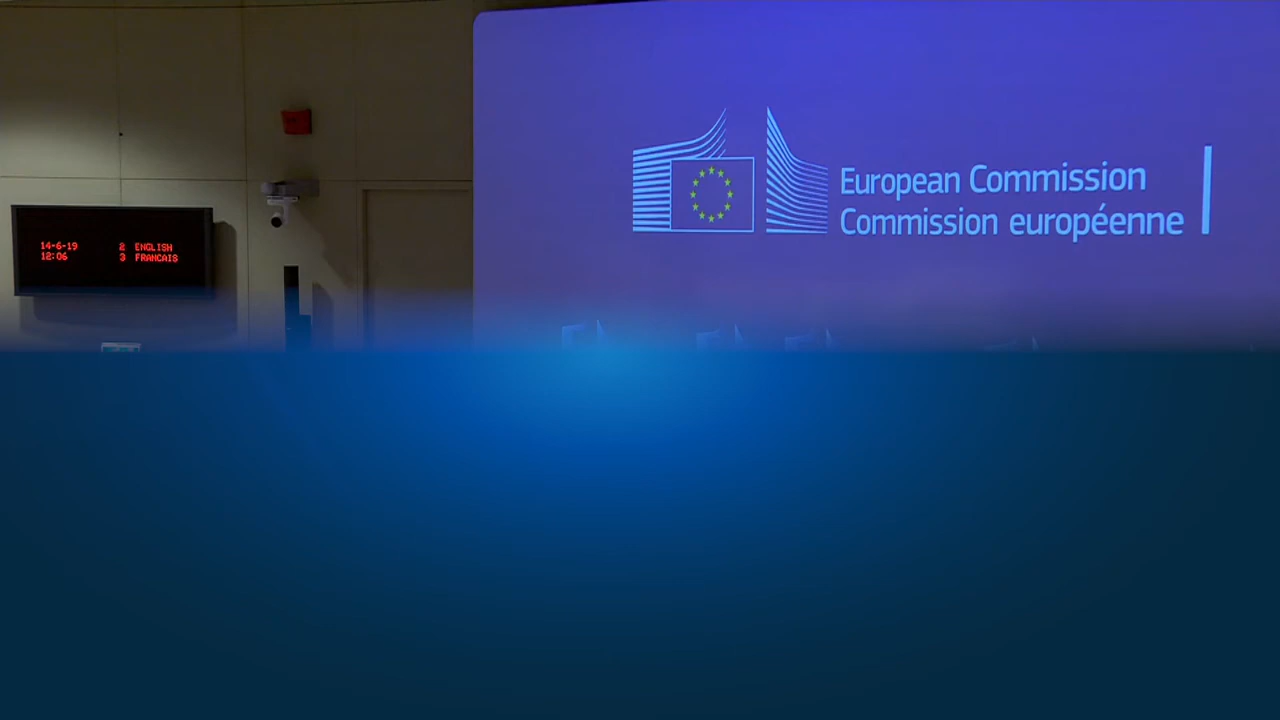 14-6-19 2 ENGLISH
12:06 3 FRANCAIS
European Commission
Commission européenne